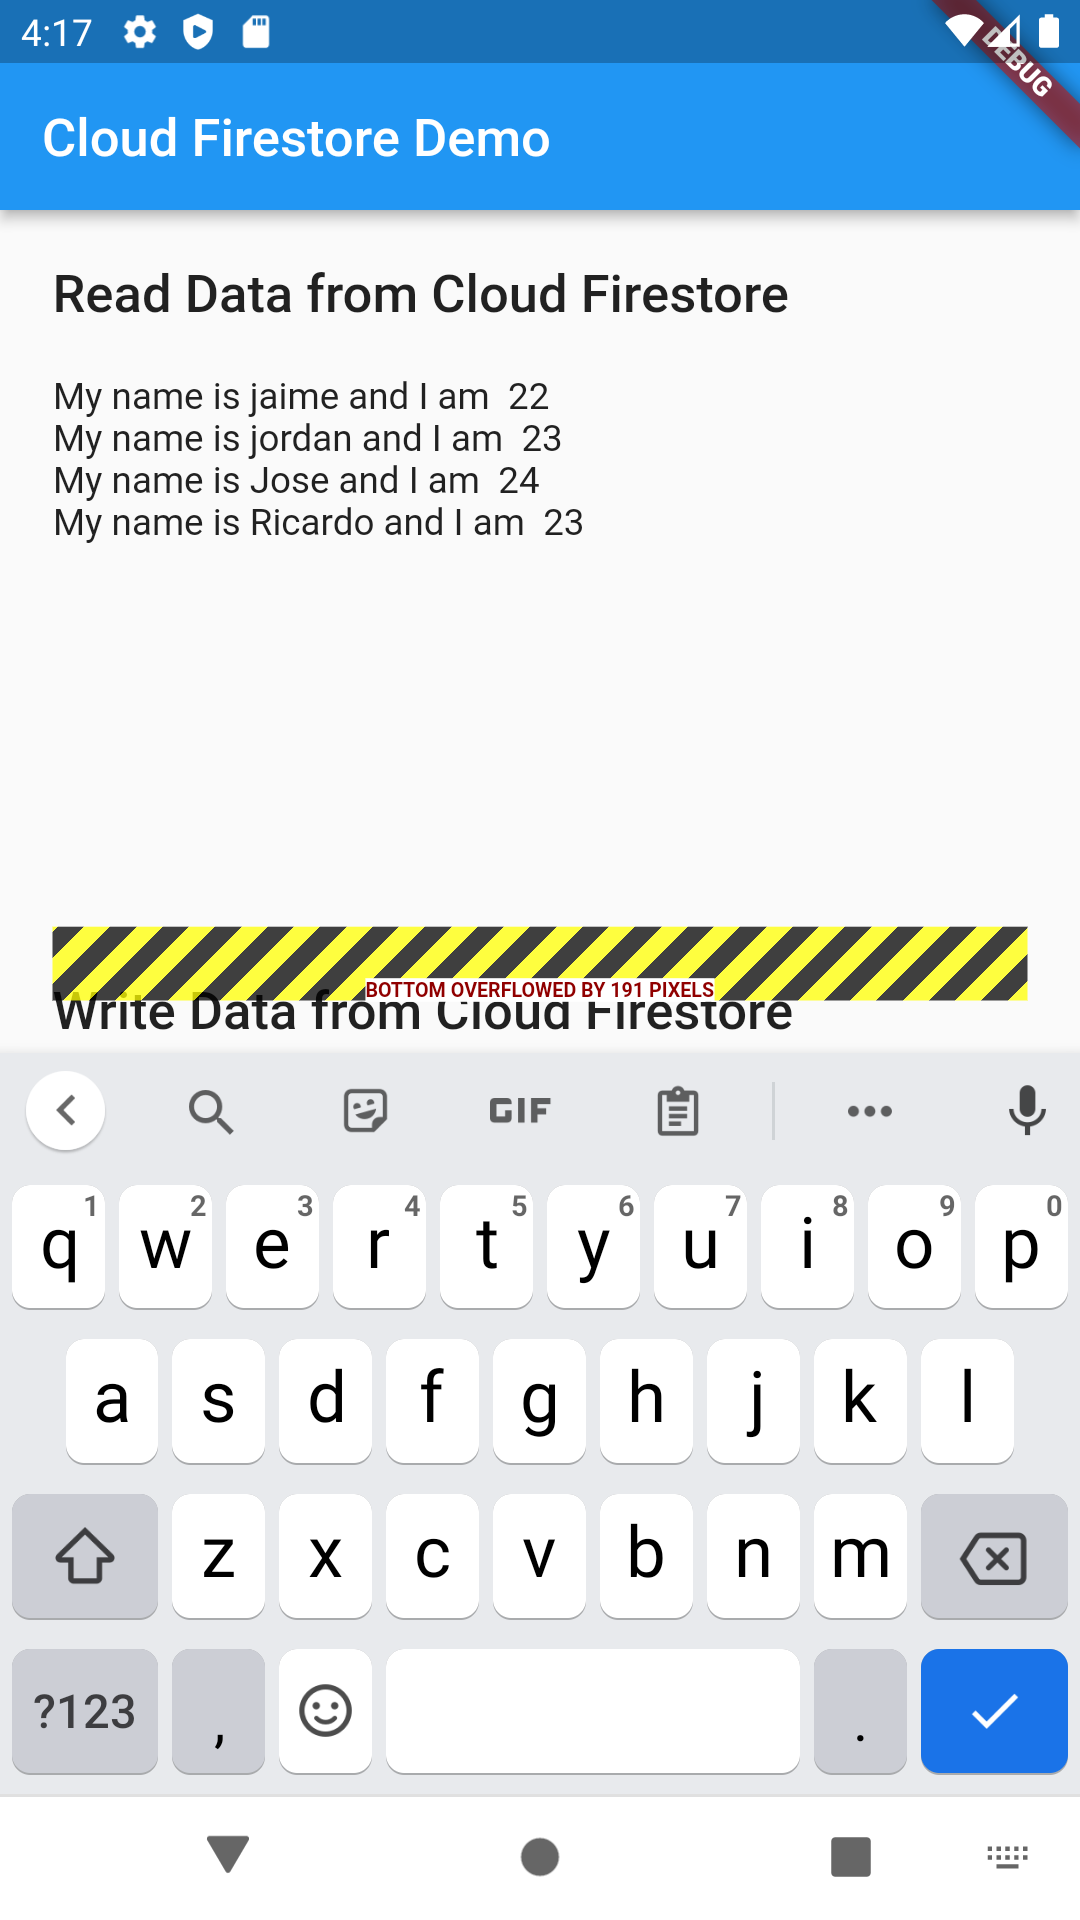 4:17
DEBUG
Cloud Firestore Demo
Read Data from Cloud Firestore
My name is jaime and I am  22
My name is jordan and I am  23
My name is Jose and I am  24
My name is Ricardo and I am  23
BOTTOM OVERFLOWED BY 191 PIXELS
Write Data from Cloud Firestore
GIF
1 2 3 4 5 6 7 8 9 0
q w e r t y u i o p
a s d f g h j k l
z x c v b n m
?123 , .